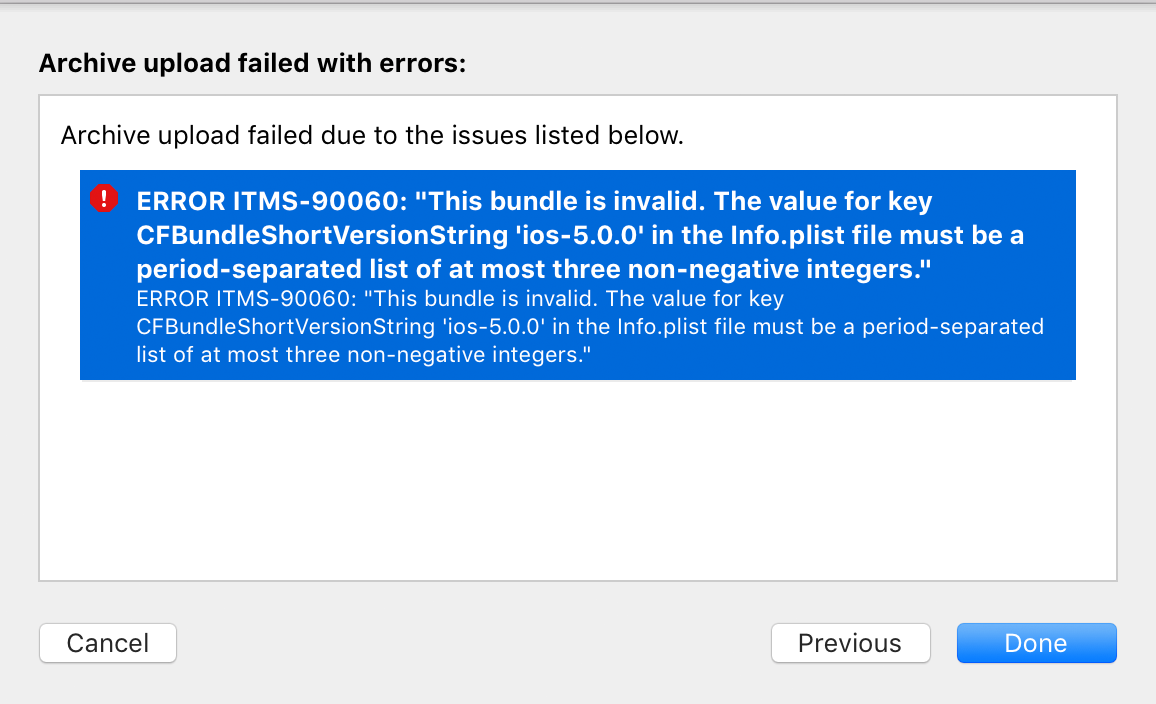 Archive upload failed with errors:
Archive upload failed due to the issues listed below.
ERROR ITMS-90060: "This bundle is invalid. The value for key
CFBundleShortVersionString 'ios-5.0.0' in the Info.plist file must be a
period-separated list of at most three non-negative integers."
ERROR ITMS-90060: "This bundle is invalid. The value for key
CFBundleShortVersionString 'ios-5.0.0' in the Info.plist file must be a period-separated
list of at most three non-negative integers."
Cancel
Previous
Done